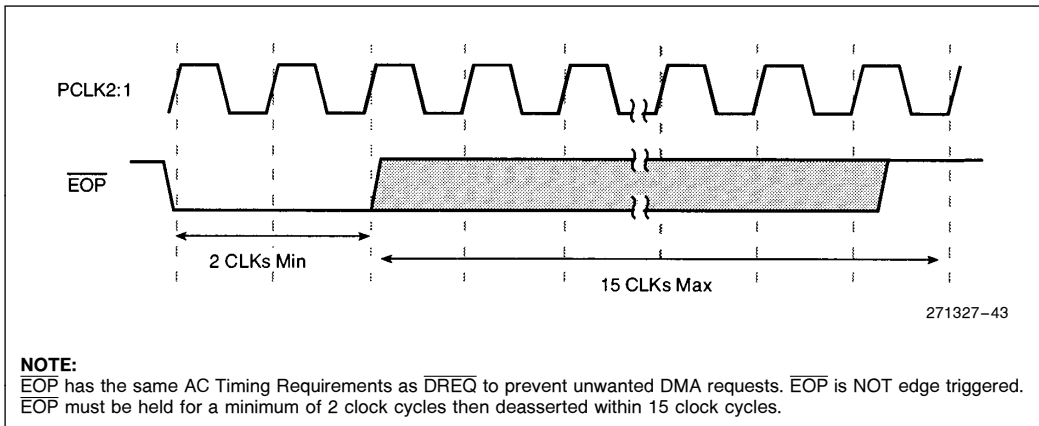 PCLK2:1
EOP
2 CLKs Min
15 CLKs Max
271327–43
NOTE:
EOP has the same AC Timing Requirements as DREQ to prevent unwanted DMA requests. EOP is NOT edge triggered.
EOP must be held for a minimum of 2 clock cycles then deasserted within 15 clock cycles.